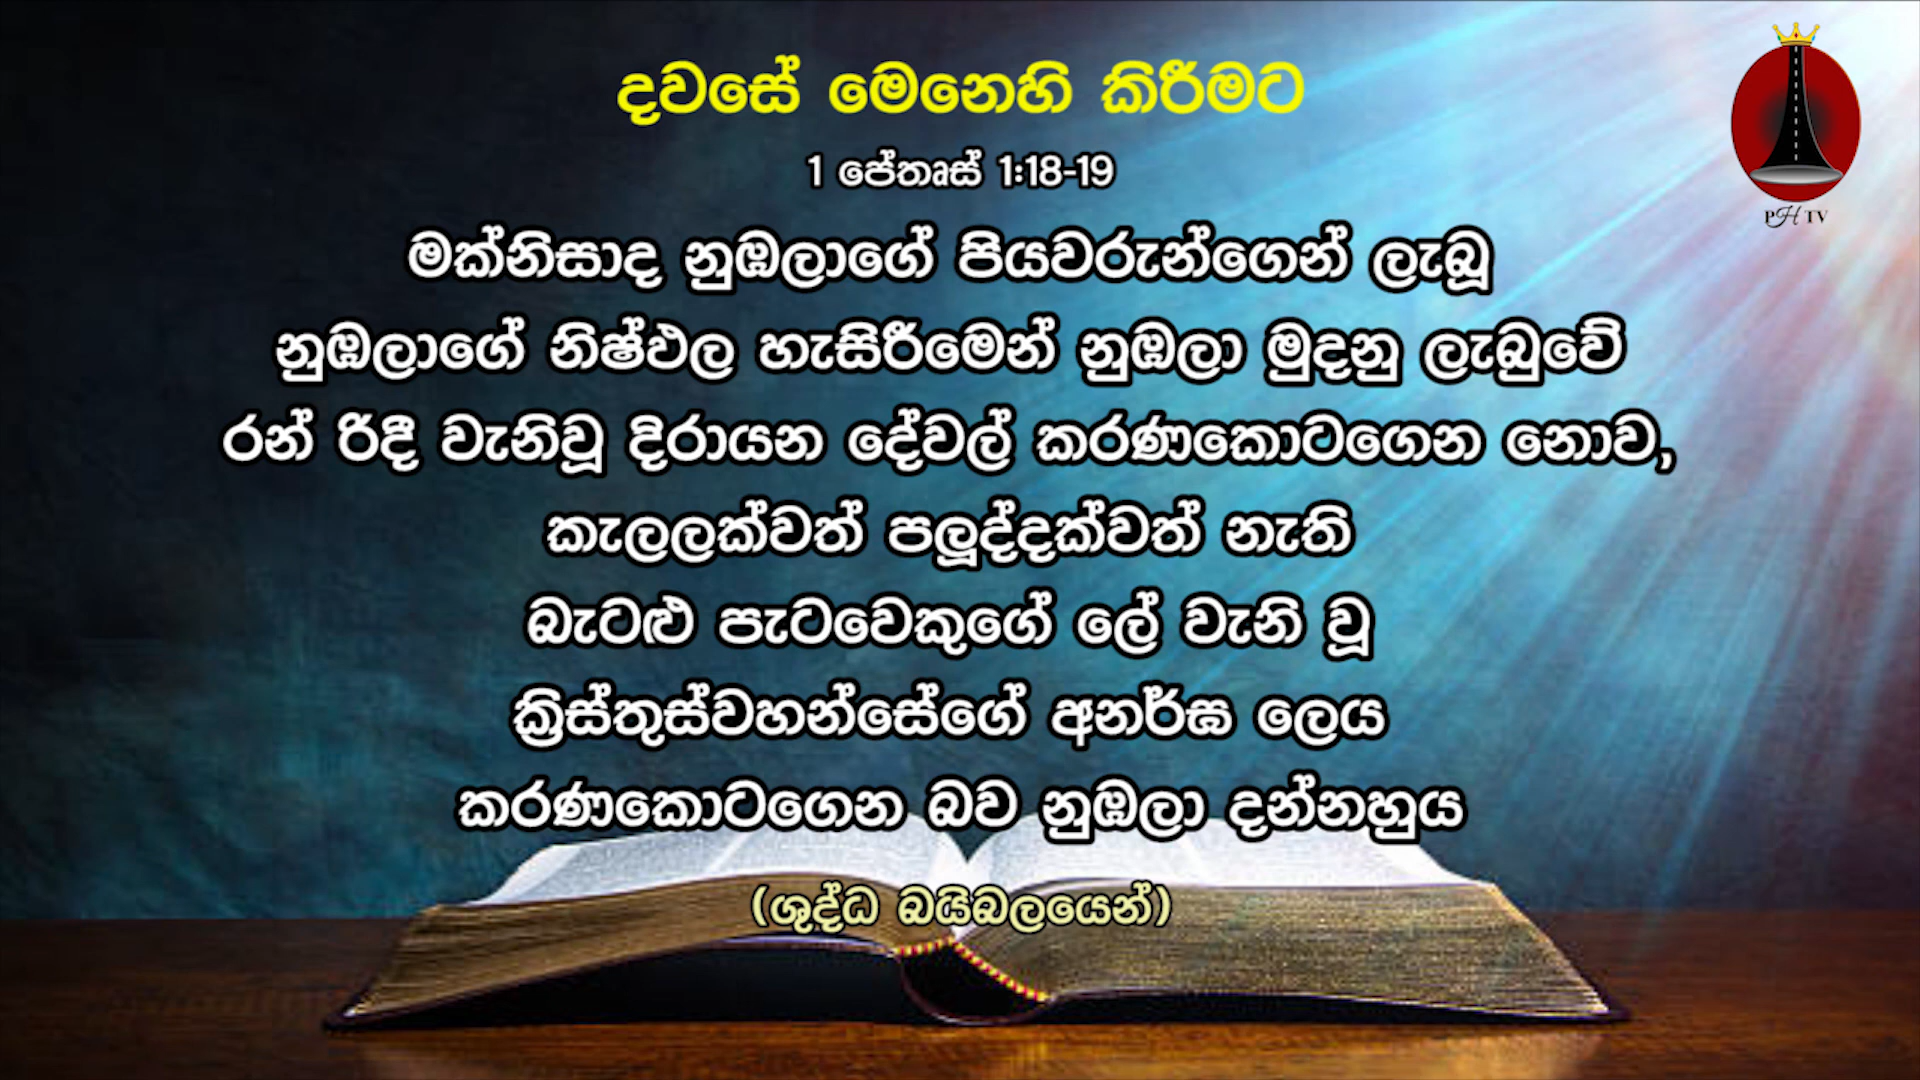 දවසේ මෙනෙහි කිරීමට
1 පේතෘස් 1:18-19
මක්නිසාද නුඹලාගේ පියවරුන්ගෙන් ලැබූ
නුඹලාගේ නිෂ්ඵල හැසිරීමෙන් නුඹලා මුදනු ලැබුවේ
රන් රිදී වැනිවූ දිරායන දේවල් කරණකොටගෙන නොව,
කැලලක්වත් පලූද්දක්වත් නැති
බැටළු පැටවෙකුගේ ලේ වැනි වූ
ක්‍රිස්තුස්වහන්සේගේ අනර්ඝ ලෙය
කරණකොටගෙන බව නුඹලා දන්නහුය
(ශුද්ධ බයිබලයෙන්)
PH TV